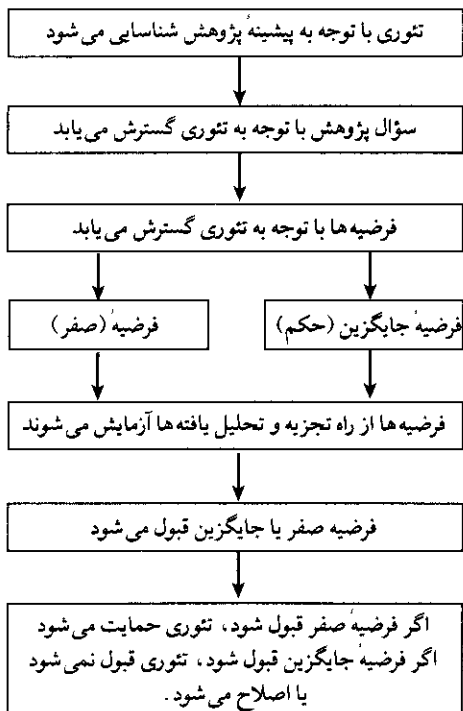 تئوری با توجه به پیشینهٔ پژوهش شناسایی می‌شود
سؤال پژوهش با توجه به تئوری گسترش می‌یابد
فرضیه‌ها با توجه به تئوری گسترش می‌یابد
فرضیهٔ جایگزین (حکم)
فرضیهٔ (صفر)
فرضیه‌ها از راه تجزیه و تحلیل یافته‌ها آزمایش می‌شوند
فرضیه صفر یا جایگزین قبول می‌شود
اگر فرضیهٔ صفر قبول شود، تئوری حمایت می‌شود
اگر فرضیهٔ جایگزین قبول شود، تئوری قبول نمی‌شود
یا اصلاح می‌شود.